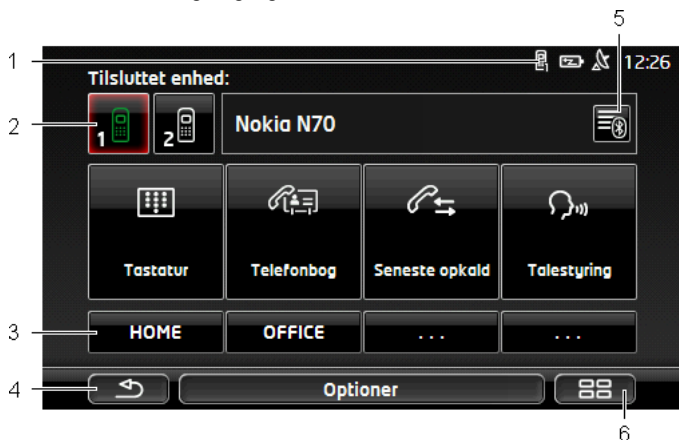 5
1
12:26
Tilsluttet enhed:
2
1
2
Nokia N70
Tastatur
Telefonbog
Seneste opkald
Talestyring
3
HOME
OFFICE
...
...
4
Optioner
6